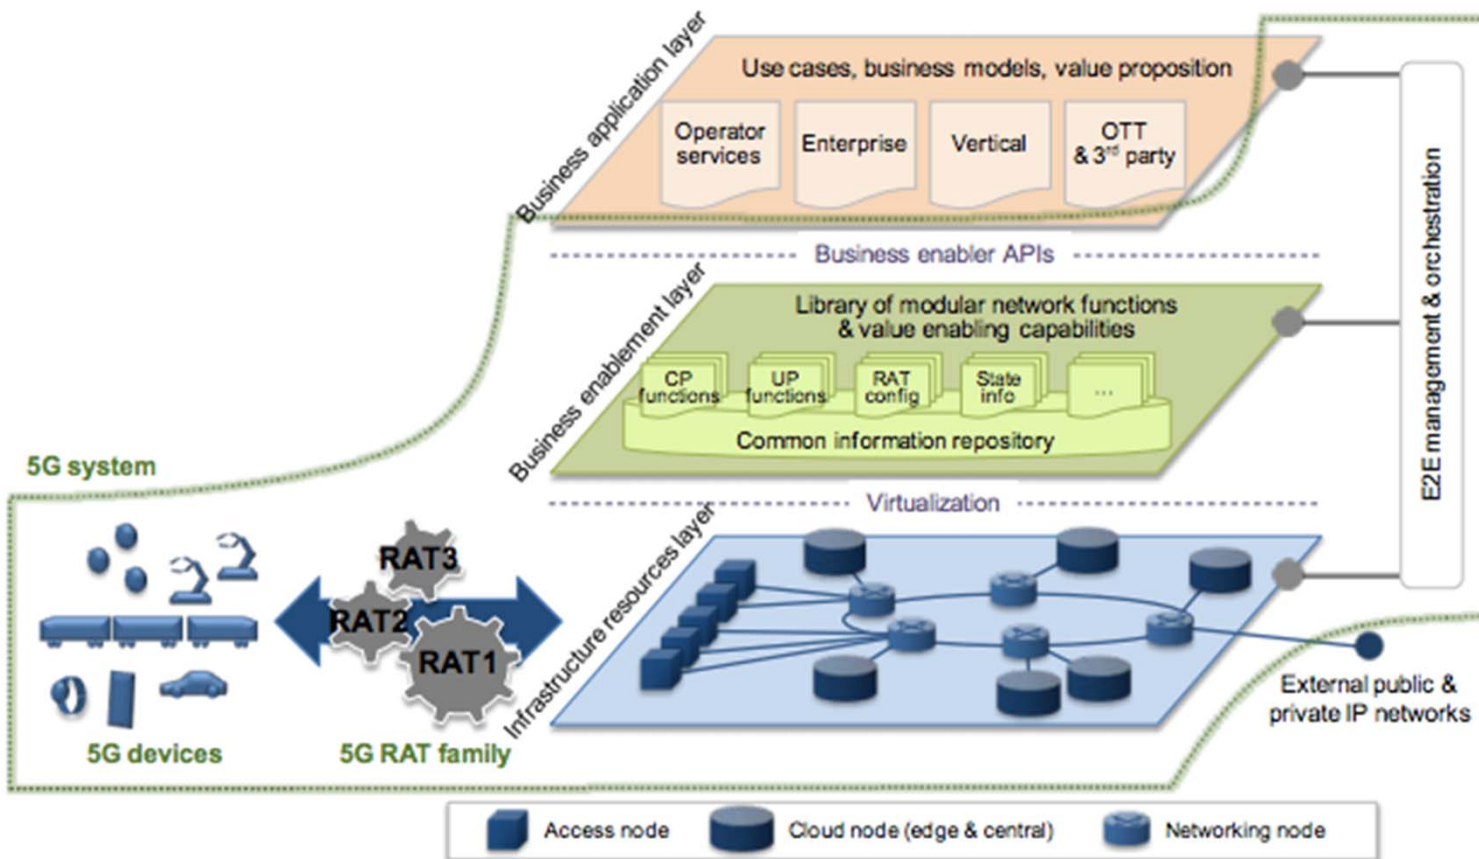 Business application layer
Use cases, business models, value proposition
Operator
services
Enterprise
Vertical
OTT
& 3rd party
Business enabler APIs
Business enablement layer
Library of modular network functions
& value enabling capabilities
CP
functions
UP
functions
RAT
config
State
info
...
Common information repository
E2E management & orchestration
5G system
Virtualization
Infrastructure resources layer
RAT3
RAT2
RAT1
5G devices
5G RAT family
External public &
private IP networks
Access node
Cloud node (edge & central)
Networking node